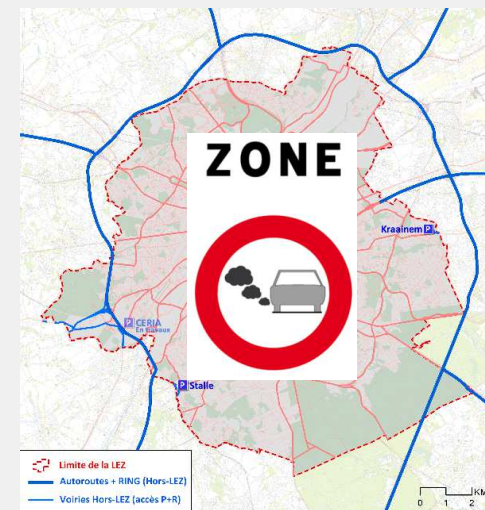 ZONE
Kraainem P
P CERIA
En travaux
P Stalle
Limite de la LEZ
Autoroutes + RING (Hors-LEZ)
Voiries Hors-LEZ (accès P+R)
KM
0 1 2